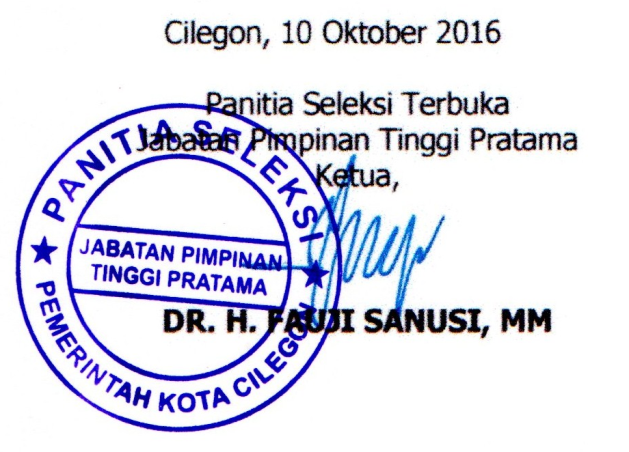 Cilegon, 10 Oktober 2016
Panitia Seleksi Terbuka
Jabatan Pimpinan Tinggi Pratama
Ketua,
PANITIA SELEKSI
JABATAN PIMPINAN
TINGGI PRATAMA
PEMERINTAH KOTA CILEGON
DR. H. FAUJI SANUSI, MM